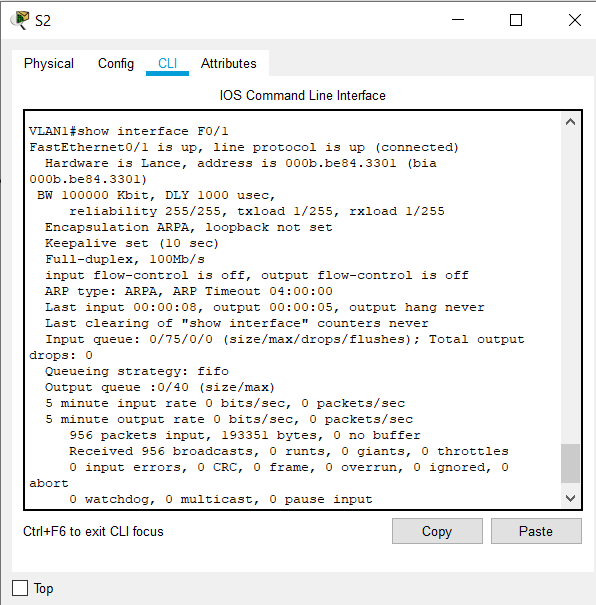 S2
Physical Config CLI Attributes
IOS Command Line Interface
VLAN1#show interface F0/1
FastEthernet0/1 is up, line protocol is up (connected)
  Hardware is Lance, address is 000b.be84.3301 (bia
000b.be84.3301)
 BW 100000 Kbit, DLY 1000 usec,
     reliability 255/255, txload 1/255, rxload 1/255
  Encapsulation ARPA, loopback not set
  Keepalive set (10 sec)
  Full-duplex, 100Mb/s
  input flow-control is off, output flow-control is off
  ARP type: ARPA, ARP Timeout 04:00:00
  Last input 00:00:08, output 00:00:05, output hang never
  Last clearing of "show interface" counters never
  Input queue: 0/75/0/0 (size/max/drops/flushes); Total output
drops: 0
  Queueing strategy: fifo
  Output queue :0/40 (size/max)
  5 minute input rate 0 bits/sec, 0 packets/sec
  5 minute output rate 0 bits/sec, 0 packets/sec
     956 packets input, 193351 bytes, 0 no buffer
     Received 956 broadcasts, 0 runts, 0 giants, 0 throttles
     0 input errors, 0 CRC, 0 frame, 0 overrun, 0 ignored, 0
abort
     0 watchdog, 0 multicast, 0 pause input
Ctrl+F6 to exit CLI focus Copy Paste
Top